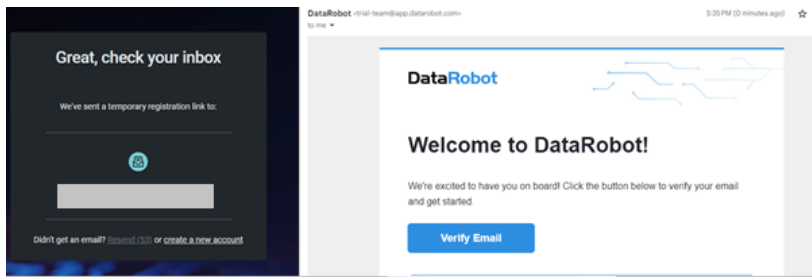 Great, check your inbox
We've sent a temporary registration link to:
Didn't get an email? Resend (53) or create a new account
DataRobot <trial-team@app.datarobot.com>
5:35 PM (0 minutes ago)
to me
DataRobot
Welcome to DataRobot!
We're excited to have you on board! Click the button below to verify your email
and get started.
Verify Email